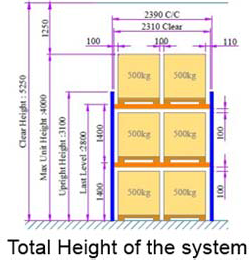 2390 C/C
2310 Clear
100
100
110
1250
Clear Height : 5250
Max Unit Height :4000
Upright Height :3100
Last Level :2800
1400
1400
500kg
500kg
100
500kg
500kg
100
500kg
500kg
Total Height of the system